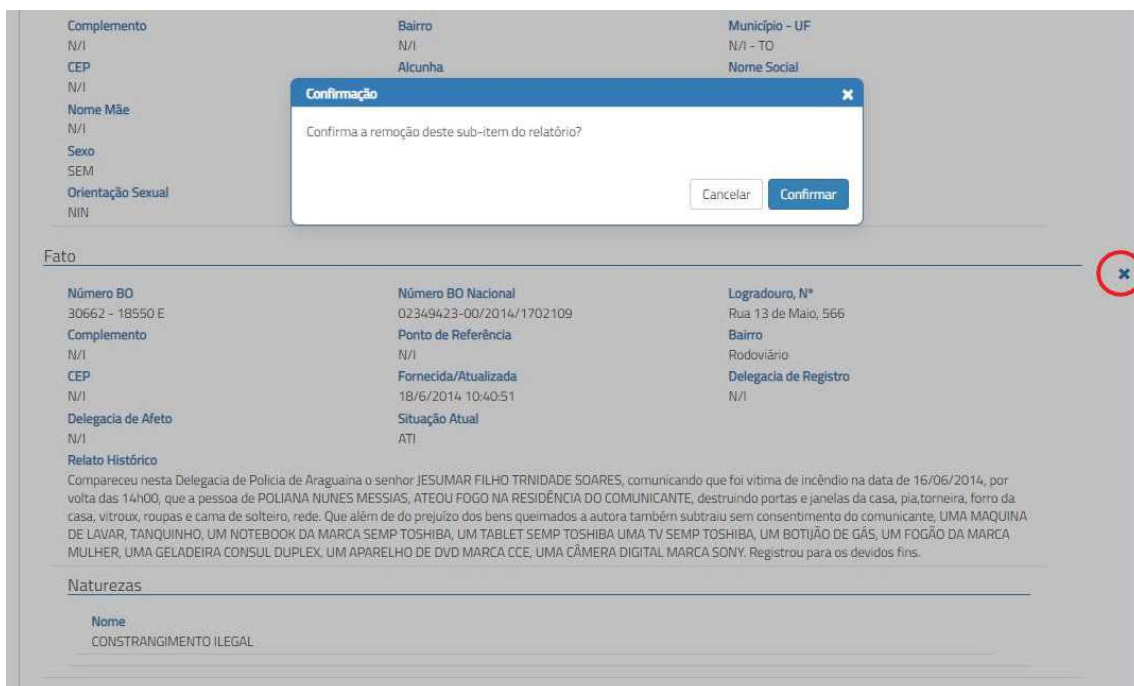 Complemento Bairro Município - UF
N/I N/I N/I - TO
CEP Alcunha Nome Social
N/I
Confirmação
Nome Mãe
N/I
Confirma a remoção deste sub-item do relatório?
Sexo
SEM
Orientação Sexual
NIN
Cancelar Confirmar
Fato
Número BO Número BO Nacional Logradouro, Nº
30662 - 18550 E 02349423-00/2014/1702109 Rua 13 de Maio, 566
Complemento Ponto de Referência Bairro
N/I N/I Rodoviário
CEP Fornecida/Atualizada Delegacia de Registro
N/I 18/6/2014 10:40:51 N/I
Delegacia de Afeto Situação Atual
N/I ATI
Relato Histórico
Compareceu nesta Delegacia de Policia de Araguaina o senhor JESUMAR FILHO TRNIDADE SOARES, comunicando que foi vitima de incêndio na data de 16/06/2014, por
volta das 14h00, que a pessoa de POLIANA NUNES MESSIAS, ATEOU FOGO NA RESIDÊNCIA DO COMUNICANTE, destruindo portas e janelas da casa, pia,torneira, forro da
casa, vitroux, roupas e cama de solteiro, rede. Que além de do prejuízo dos bens queimados a autora também subtraiu sem consentimento do comunicante, UMA MAQUINA
DE LAVAR, TANQUINHO, UM NOTEBOOK DA MARCA SEMP TOSHIBA, UM TABLET SEMP TOSHIBA UMA TV SEMP TOSHIBA, UM BOTIJÃO DE GÁS, UM FOGÃO DA MARCA
MULHER, UMA GELADEIRA CONSUL DUPLEX, UM APARELHO DE DVD MARCA CCE, UMA CÂMERA DIGITAL MARCA SONY. Registrou para os devidos fins.
Naturezas
Nome
CONSTRANGIMENTO ILEGAL